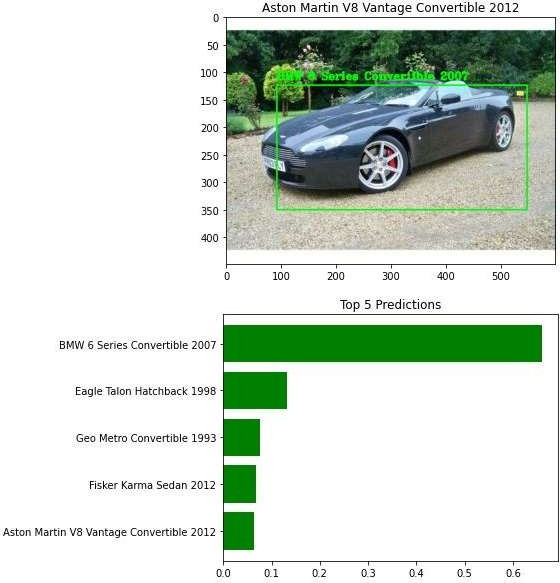 Aston Martin V8 Vantage Convertible 2012
0
50
100
150
200
250
300
350
400
BMW 6 Series Convertible 2007
0 100 200 300 400 500
Top 5 Predictions
BMW 6 Series Convertible 2007
Eagle Talon Hatchback 1998
Geo Metro Convertible 1993
Fisker Karma Sedan 2012
Aston Martin V8 Vantage Convertible 2012
0.0 0.1 0.2 0.3 0.4 0.5 0.6